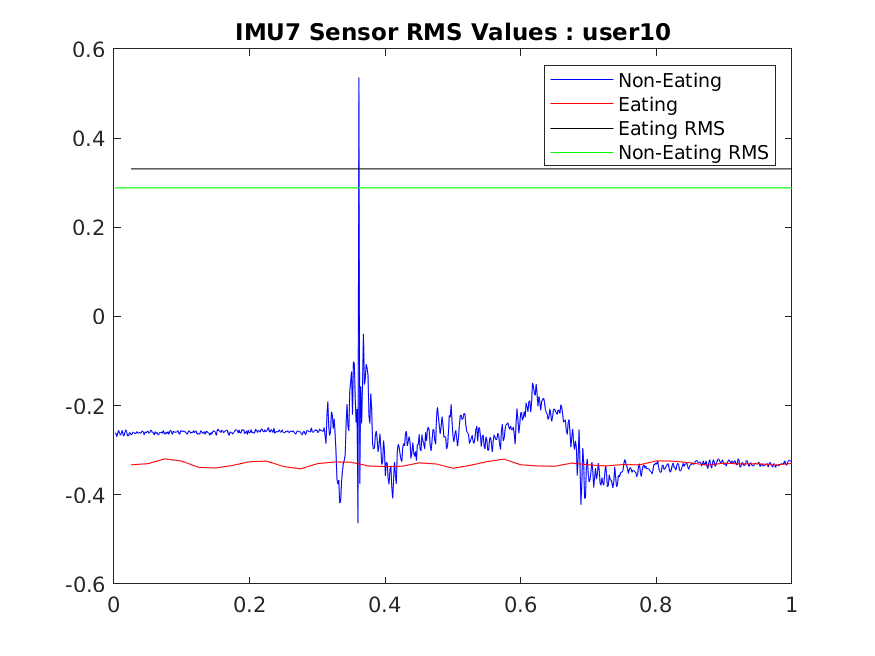 IMU7 Sensor RMS Values : user10
0.6
0.4
0.2
0
-0.2
-0.4
-0.6
0
0.2
0.4
0.6
0.8
1
Non-Eating
Eating
Eating RMS
Non-Eating RMS